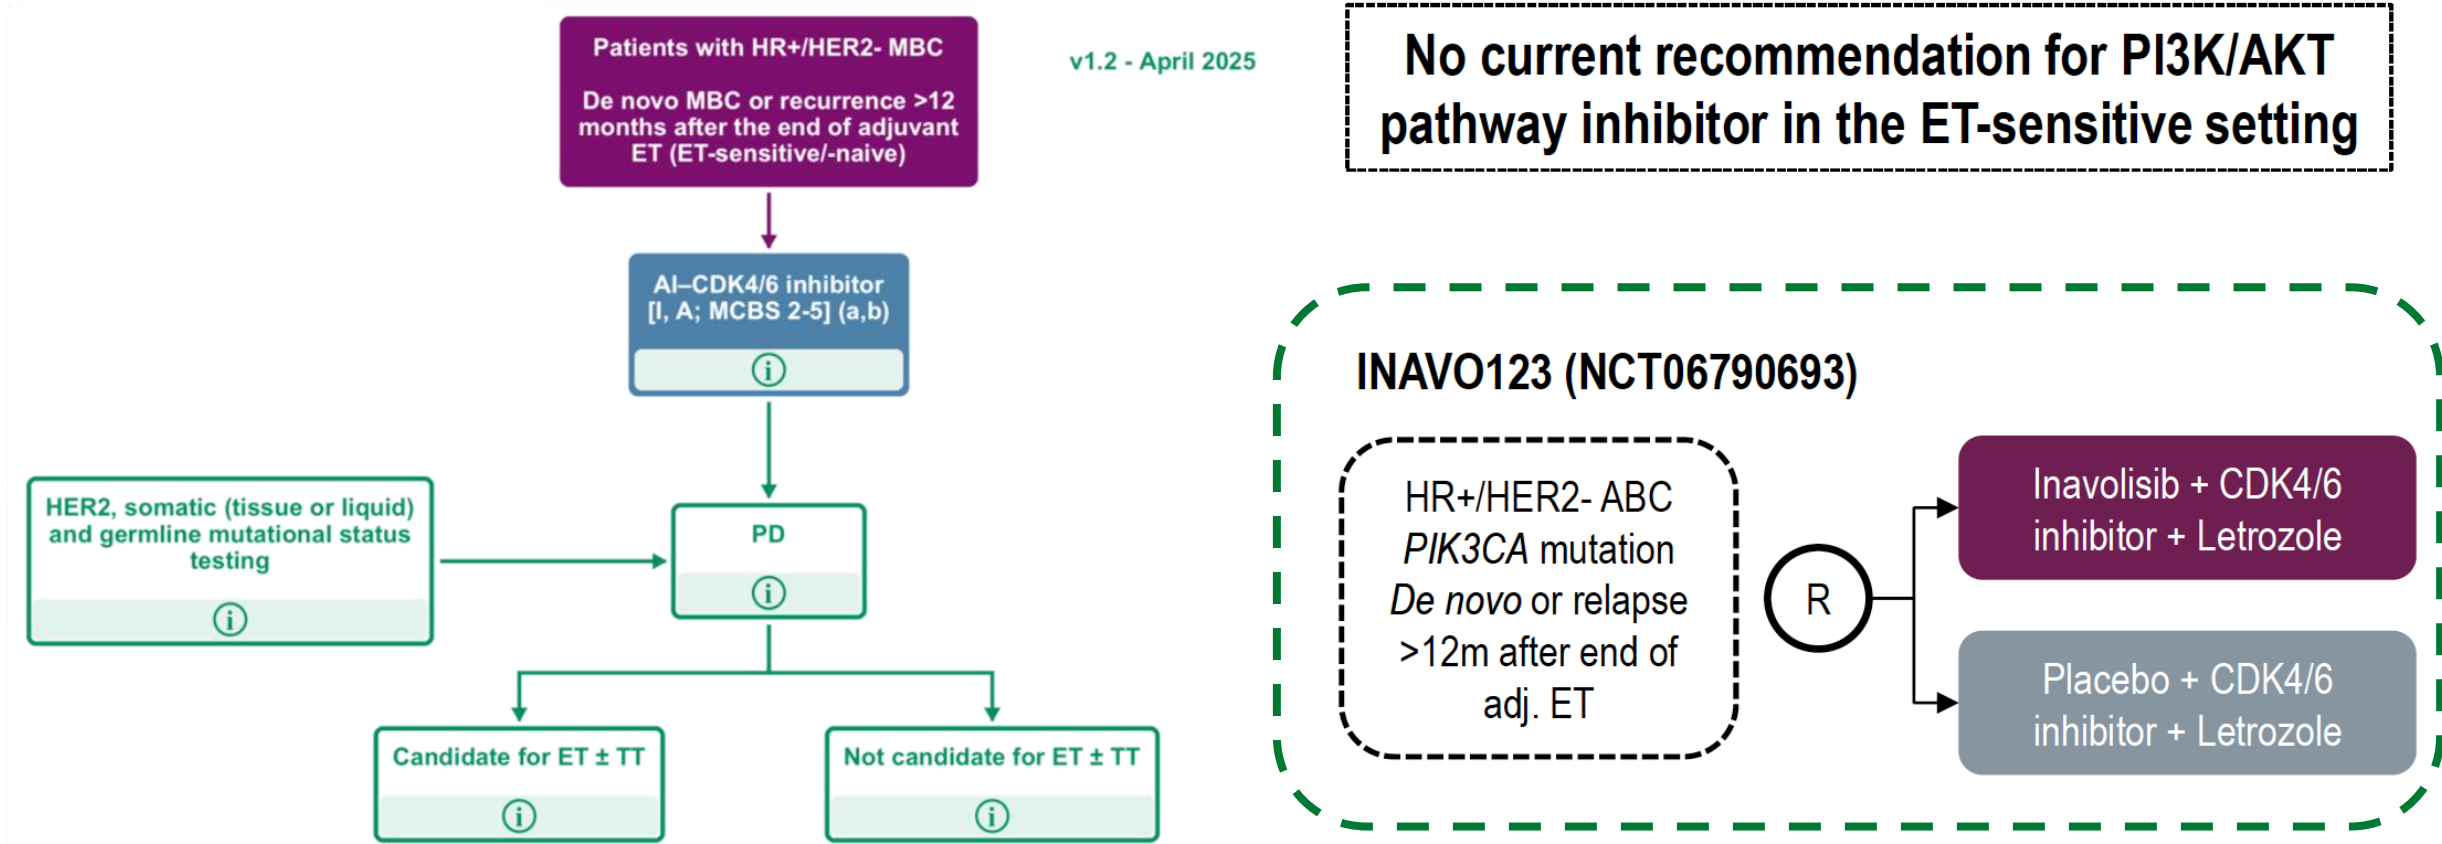 Patients with HR+/HER2- MBC
De novo MBC or recurrence >12
months after the end of adjuvant
ET (ET-sensitive/-naive)
v1.2 - April 2025
AI–CDK4/6 inhibitor
[I, A; MCBS 2-5] (a,b)
i
HER2, somatic (tissue or liquid)
and germline mutational status
testing
i
PD
i
Candidate for ET ± TT
i
Not candidate for ET ± TT
i
No current recommendation for PI3K/AKT
pathway inhibitor in the ET-sensitive setting
INAVO123 (NCT06790693)
HR+/HER2- ABC
PIK3CA mutation
De novo or relapse
>12m after end of
adj. ET
R
Inavolisib + CDK4/6
inhibitor + Letrozole
Placebo + CDK4/6
inhibitor + Letrozole